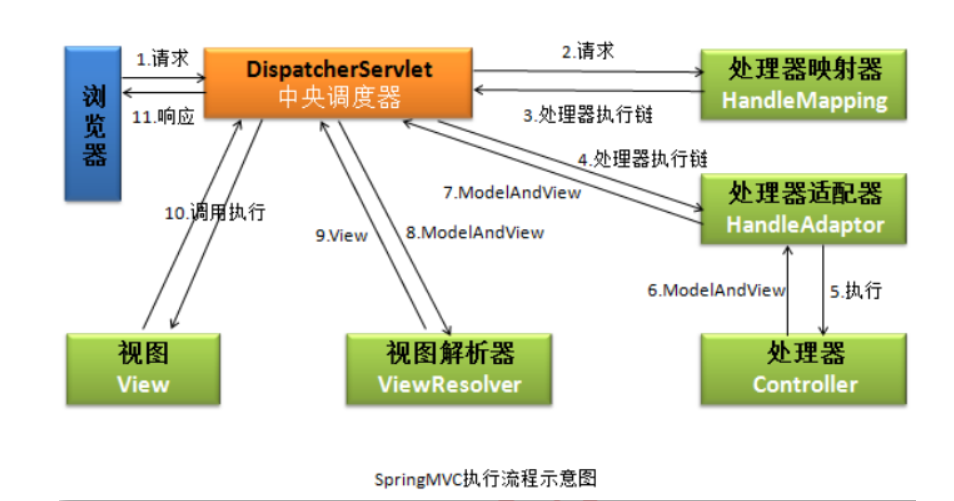 1.请求
2.请求
浏览器
DispatcherServlet
中央调度器
处理器映射器
HandleMapping
11.响应
3.处理器执行链
4.处理器执行链
7.ModelAndView
处理器适配器
HandleAdaptor
10.调用执行
9.View
8.ModelAndView
6.ModelAndView
5.执行
视图
View
视图解析器
ViewResolver
处理器
Controller
SpringMVC执行流程示意图